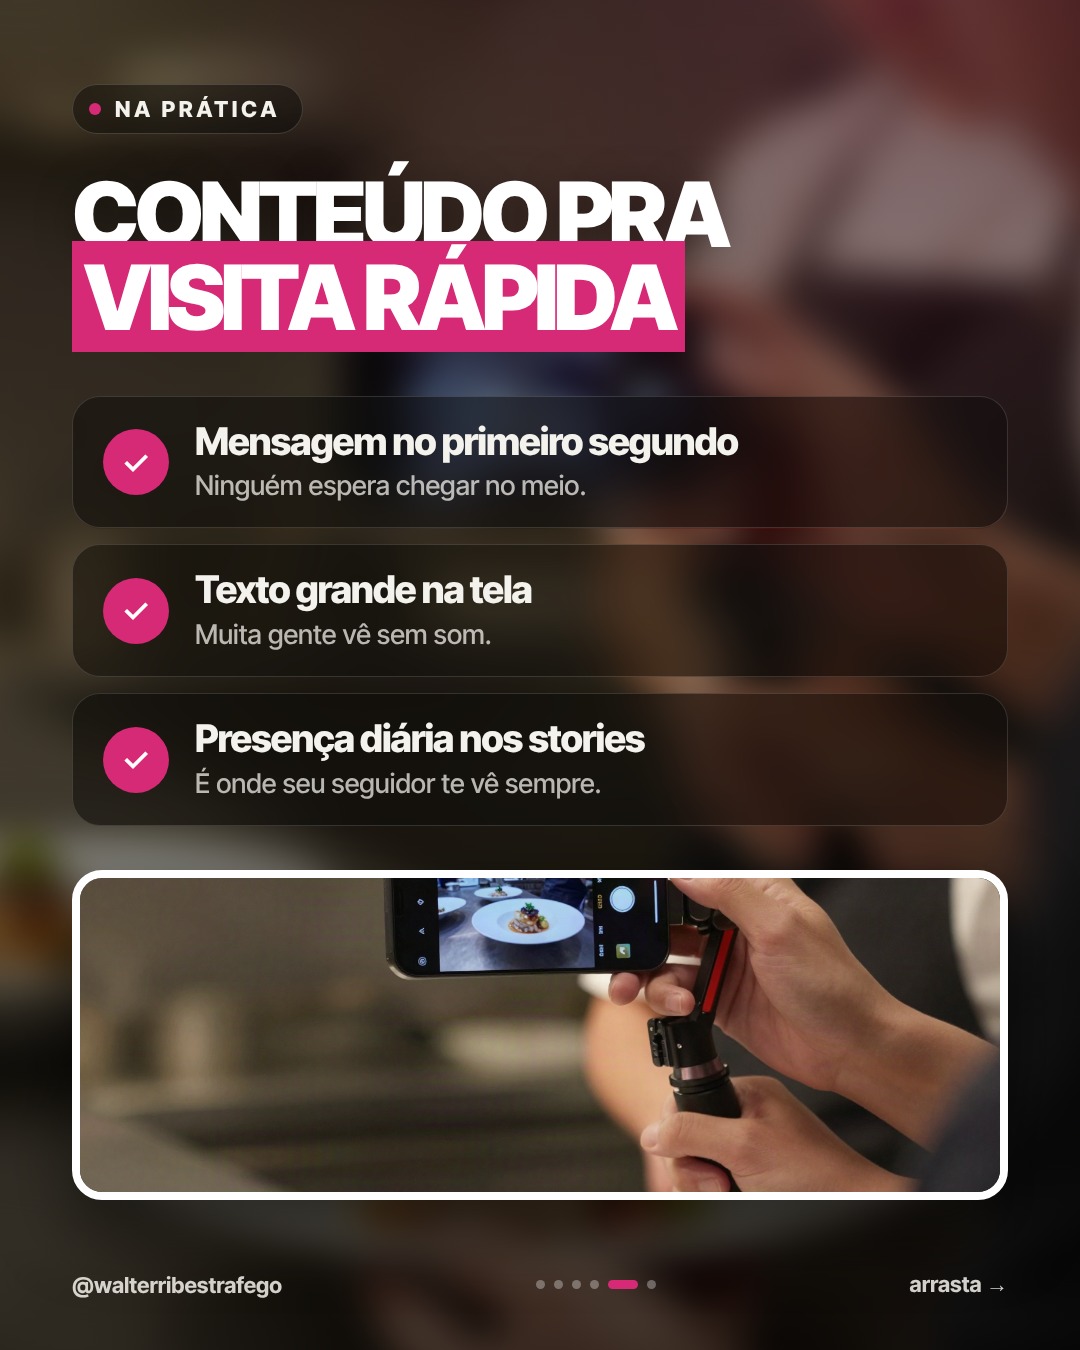 NA PRÁTICA
CONTEÚDO PRA
VISITA RÁPIDA
Mensagem no primeiro segundo
Ninguém espera chegar no meio.
Texto grande na tela
Muita gente vê sem som.
Presença diária nos stories
É onde seu seguidor te vê sempre.
@walterribestrafego
arrasta →